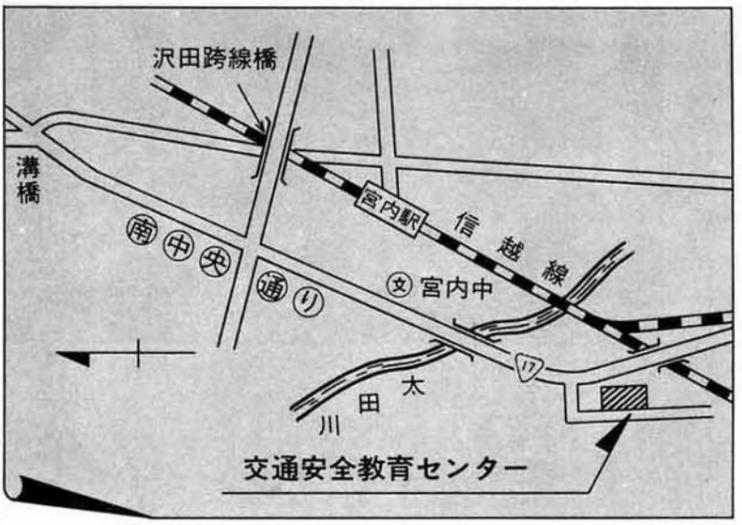 沢田跨線橋
溝橋
宮内駅
信越線
南中央通り
文 宮内中
17
太田川
交通安全教育センター